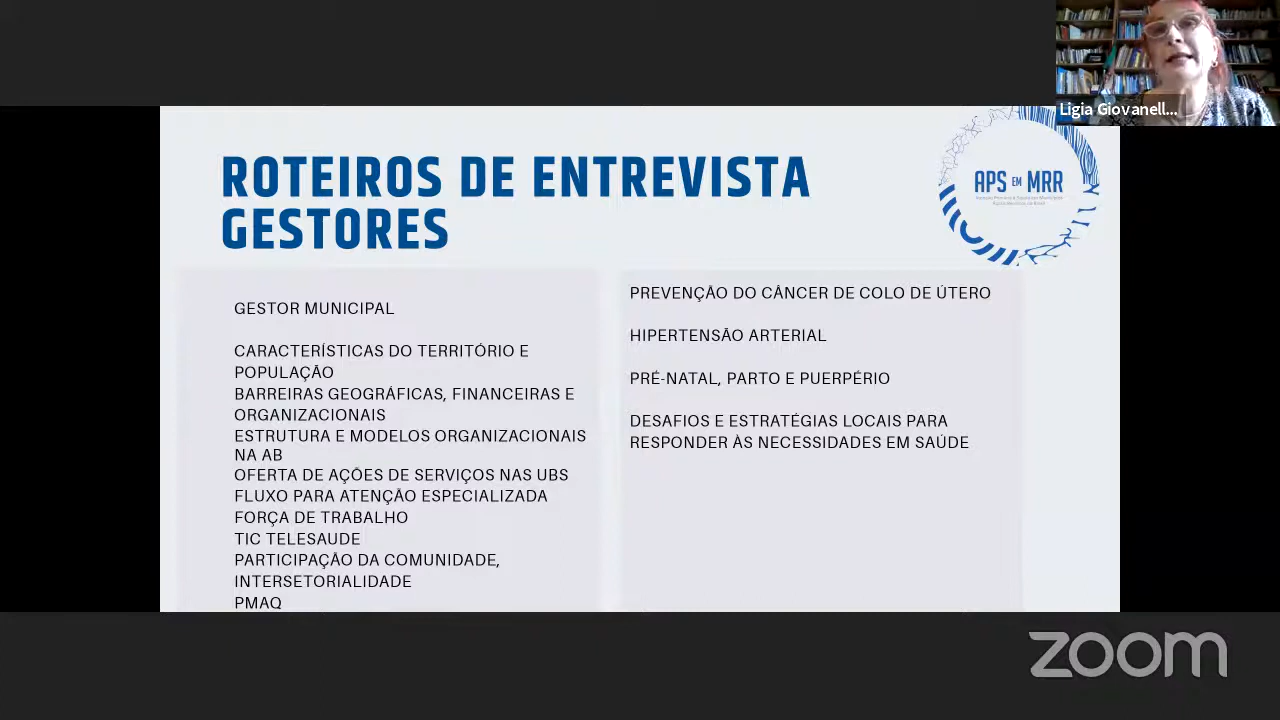 Ligia Giovanell...
ROTEIROS DE ENTREVISTA
GESTORES
APS EM MRR
GESTOR MUNICIPAL
CARACTERÍSTICAS DO TERRITÓRIO E
POPULAÇÃO
BARREIRAS GEOGRÁFICAS, FINANCEIRAS E
ORGANIZACIONAIS
ESTRUTURA E MODELOS ORGANIZACIONAIS
NA AB
OFERTA DE AÇÕES DE SERVIÇOS NAS UBS
FLUXO PARA ATENÇÃO ESPECIALIZADA
FORÇA DE TRABALHO
TIC TELESAUDE
PARTICIPAÇÃO DA COMUNIDADE,
INTERSETORIALIDADE
PMAQ
PREVENÇÃO DO CÂNCER DE COLO DE ÚTERO
HIPERTENSÃO ARTERIAL
PRÉ-NATAL, PARTO E PUERPÉRIO
DESAFIOS E ESTRATÉGIAS LOCAIS PARA
RESPONDER ÀS NECESSIDADES EM SAÚDE
zoom